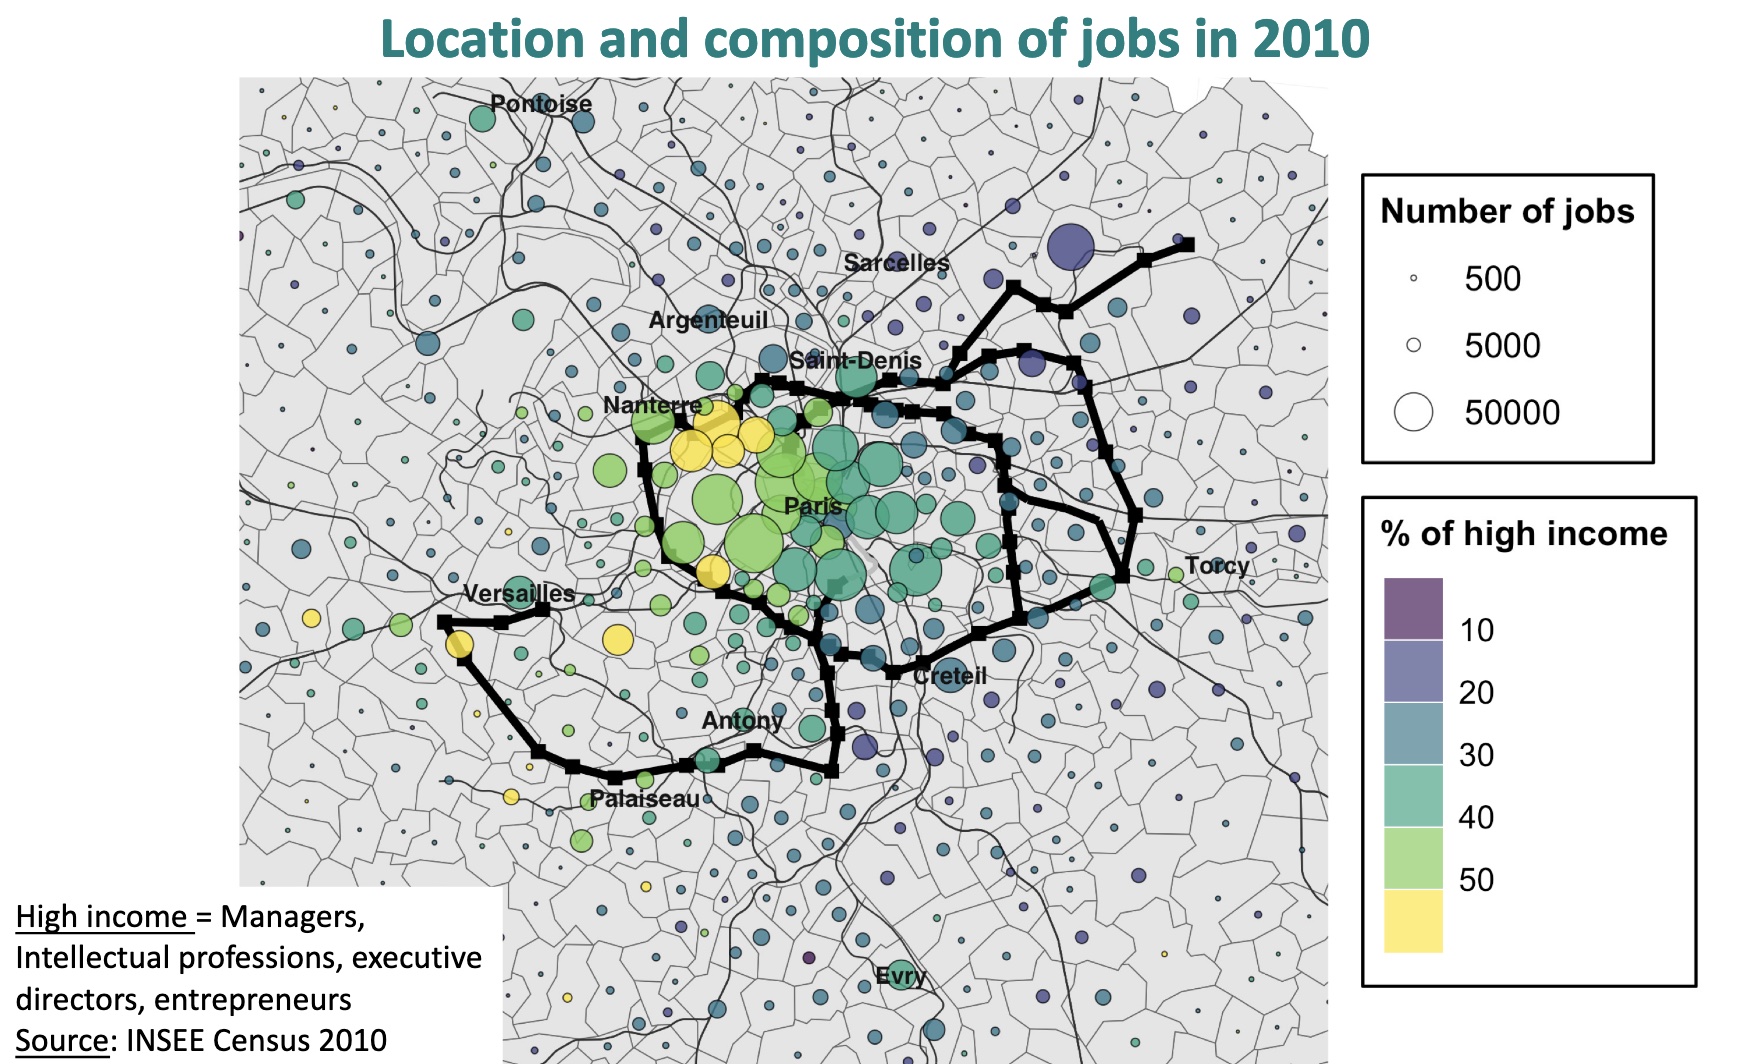 Location and composition of jobs in 2010
Pontoise
Sarcelles
Argenteuil
Saint-Denis
Nanterre
Paris
Torcy
Versailles
Creteil
Antony
Palaiseau
Evry
Number of jobs
500
5000
50000
% of high income
10
20
30
40
50
High income = Managers,
Intellectual professions, executive
directors, entrepreneurs
Source: INSEE Census 2010